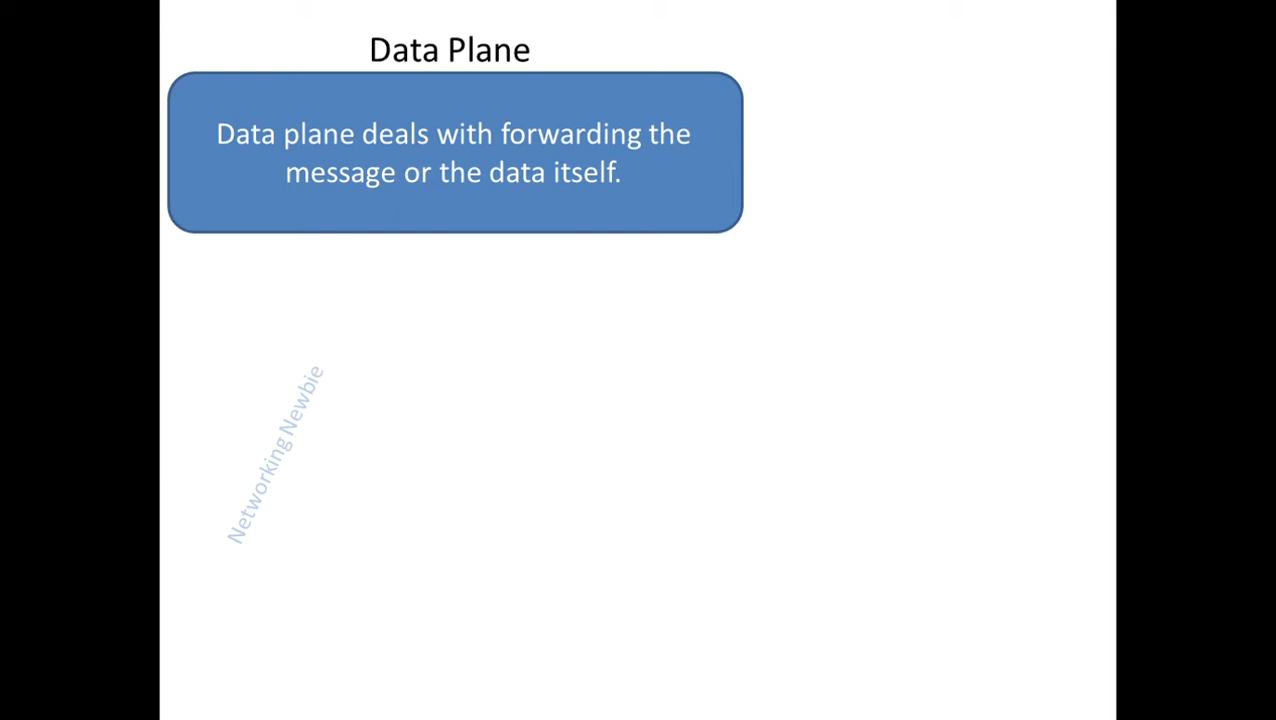 Data Plane
Data plane deals with forwarding the
message or the data itself.
Networking Newbie